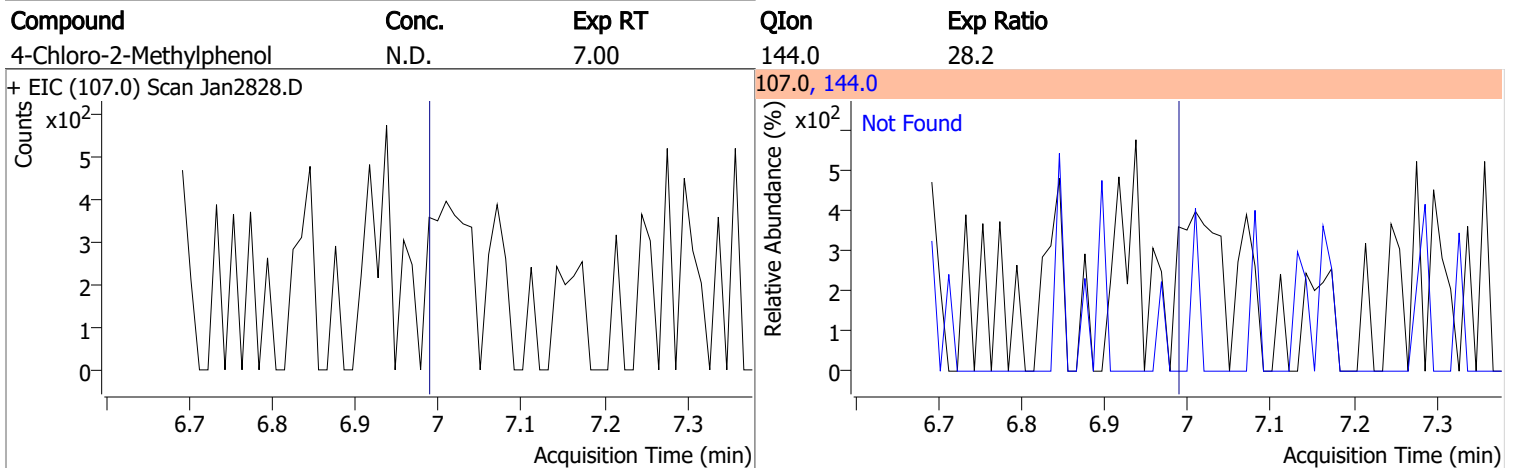 Compound Conc. Exp RT QIon Exp Ratio
4-Chloro-2-Methylphenol N.D. 7.00 144.0 28.2
+ EIC (107.0) Scan Jan2828.D
Counts
x10²
5
4
3
2
1
0
6.7 6.8 6.9 7 7.1 7.2 7.3
Acquisition Time (min)
107.0, 144.0
Relative Abundance (%)
x10²
Not Found
5
4
3
2
1
0
6.7 6.8 6.9 7 7.1 7.2 7.3
Acquisition Time (min)